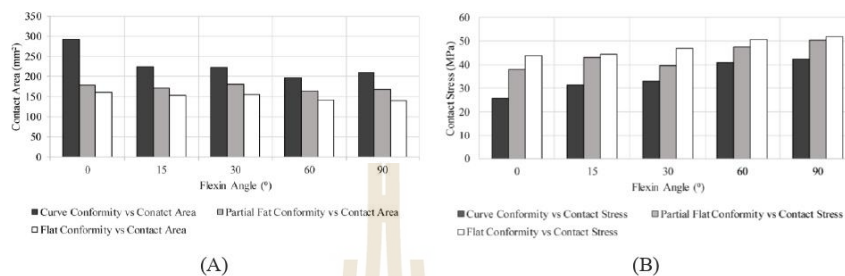 350
300
250
200
150
100
50
0
Contact Area (mm²)
0 15 30 60 90
Flexin Angle (º)
Curve Conformity vs Conatct Area Partial Fat Conformity vs Contact Area
Flat Conformity vs Contact Area
(A)
60
50
40
30
20
10
0
Contact Stress (MPa)
0 15 30 60 90
Flexin Angle (º)
Curve Conformity vs Contact Stress Partial Flat Conformity vs Contact Stress
Flat Conformity vs Contact Stress
(B)